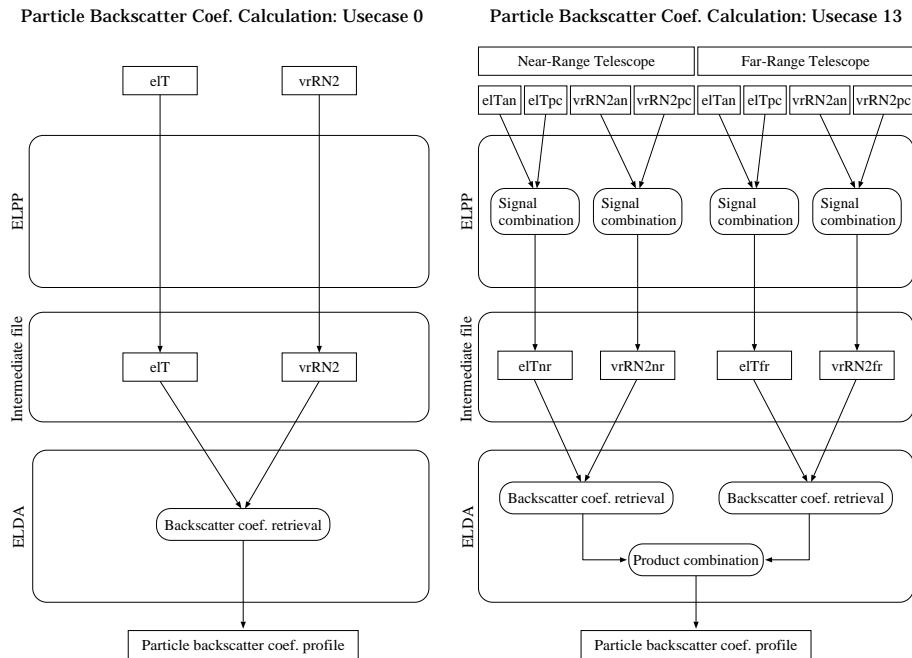 Particle Backscatter Coef. Calculation: Usecase 0
elT
vrRN2
ELPP
Intermediate file
elT
vrRN2
ELDA
Backscatter coef. retrieval
Particle backscatter coef. profile
Particle Backscatter Coef. Calculation: Usecase 13
Near-Range Telescope
Far-Range Telescope
elTan
elTpc
vrRN2an
vrRN2pc
elTan
elTpc
vrRN2an
vrRN2pc
ELPP
Signal
combination
Signal
combination
Signal
combination
Signal
combination
Intermediate file
elTnr
vrRN2nr
elTfr
vrRN2fr
ELDA
Backscatter coef. retrieval
Backscatter coef. retrieval
Product combination
Particle backscatter coef. profile